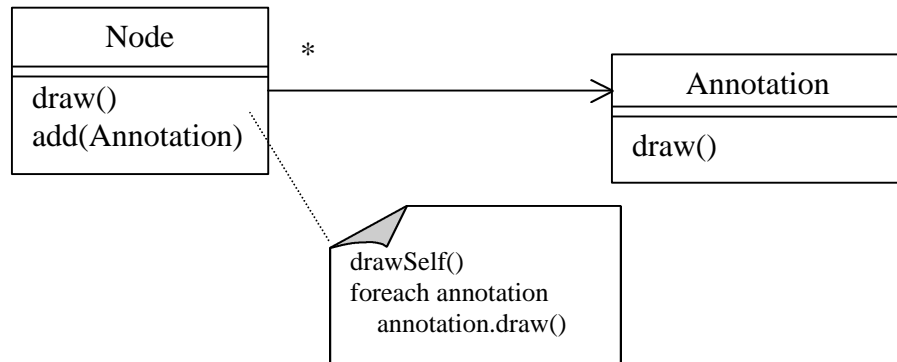 Node
draw()
add(Annotation)
*
Annotation
draw()
drawSelf()
foreach annotation
annotation.draw()